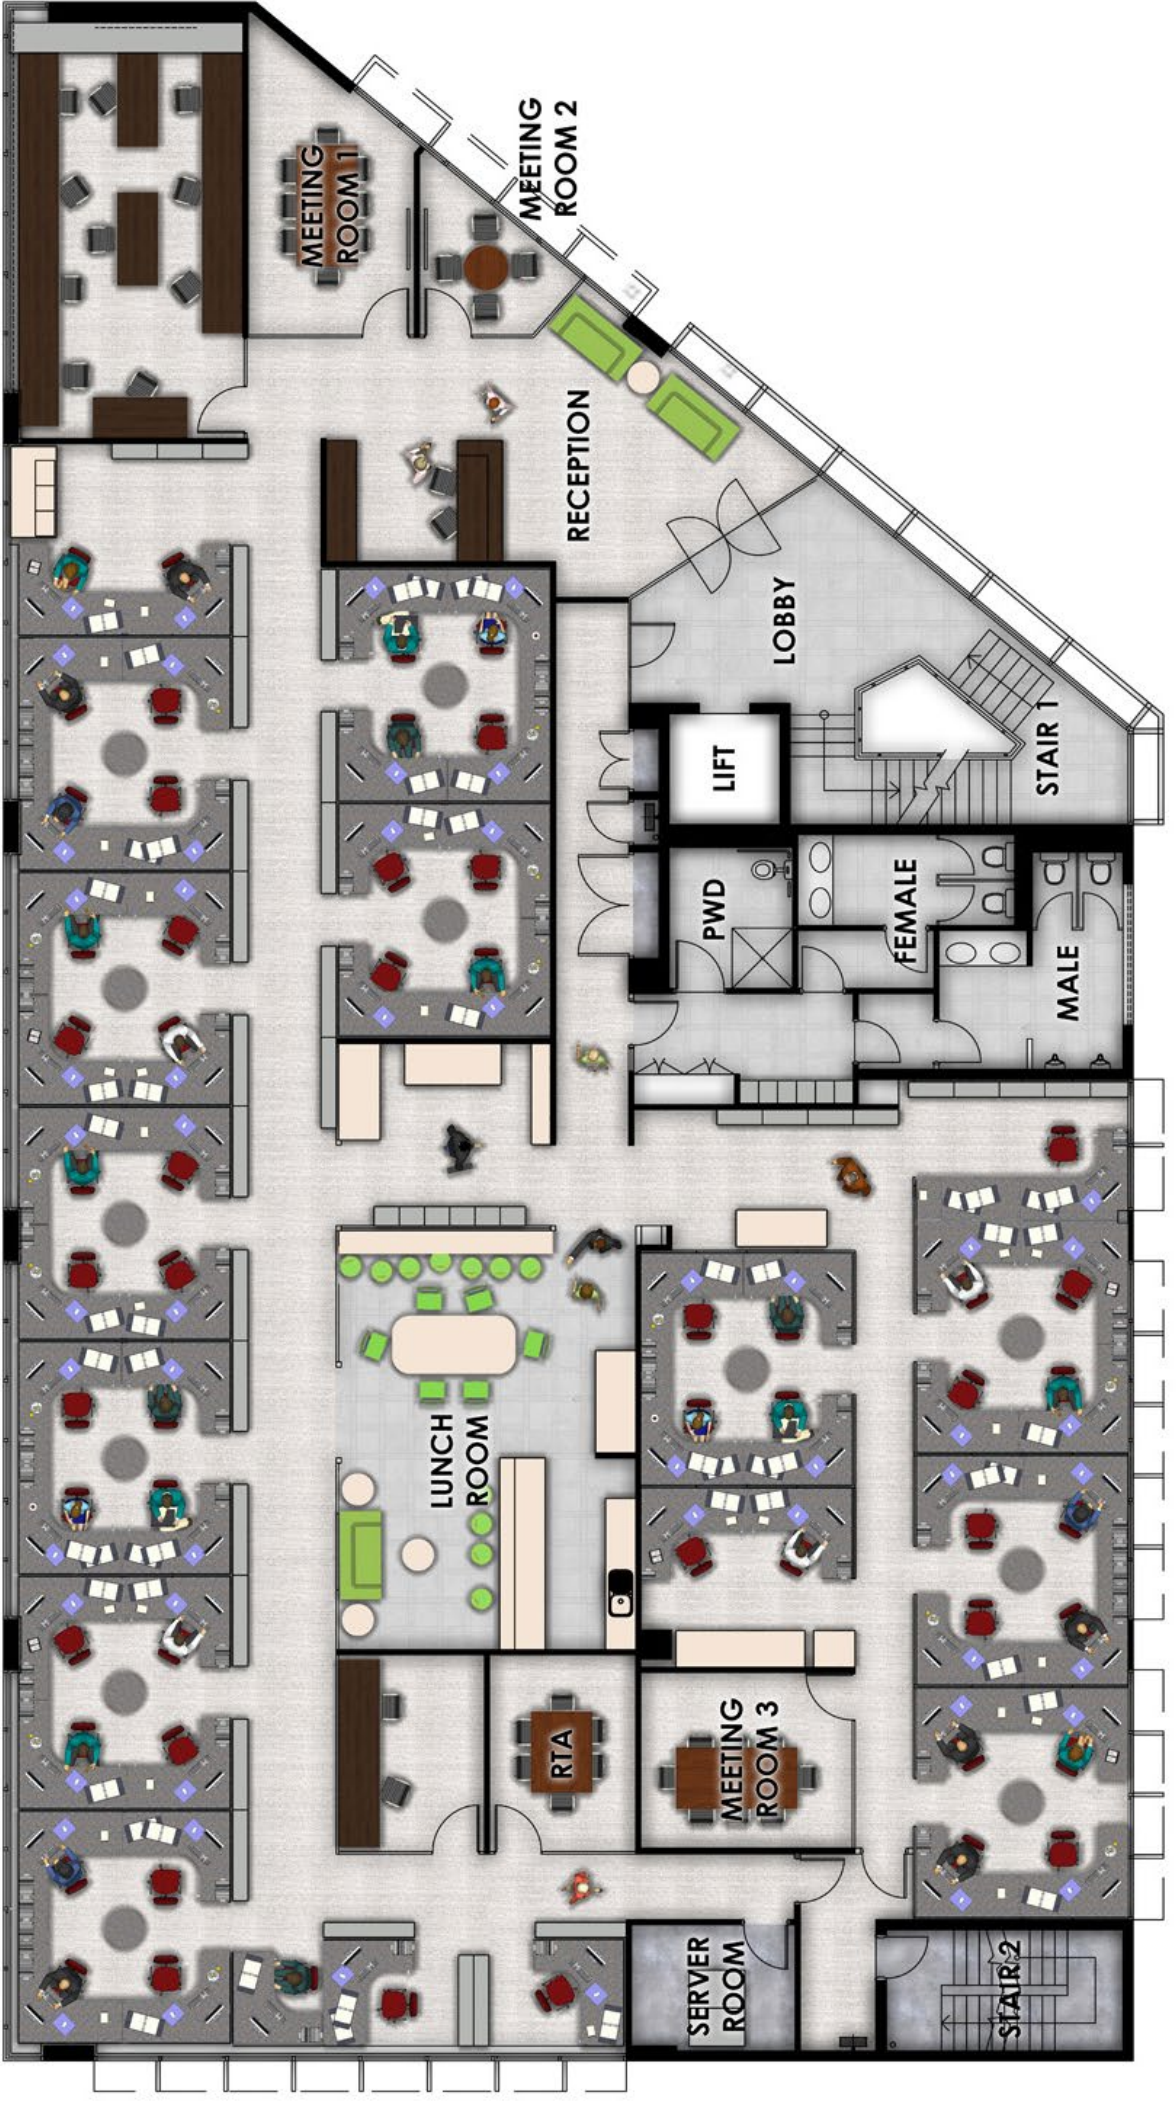 MEETING
ROOM 1
MEETING
ROOM 2
RECEPTION
LOBBY
LIFT
STAIR 1
PWD
FEMALE
MALE
LUNCH
ROOM
RTA
MEETING
ROOM 3
SERVER
ROOM
STAIR 2